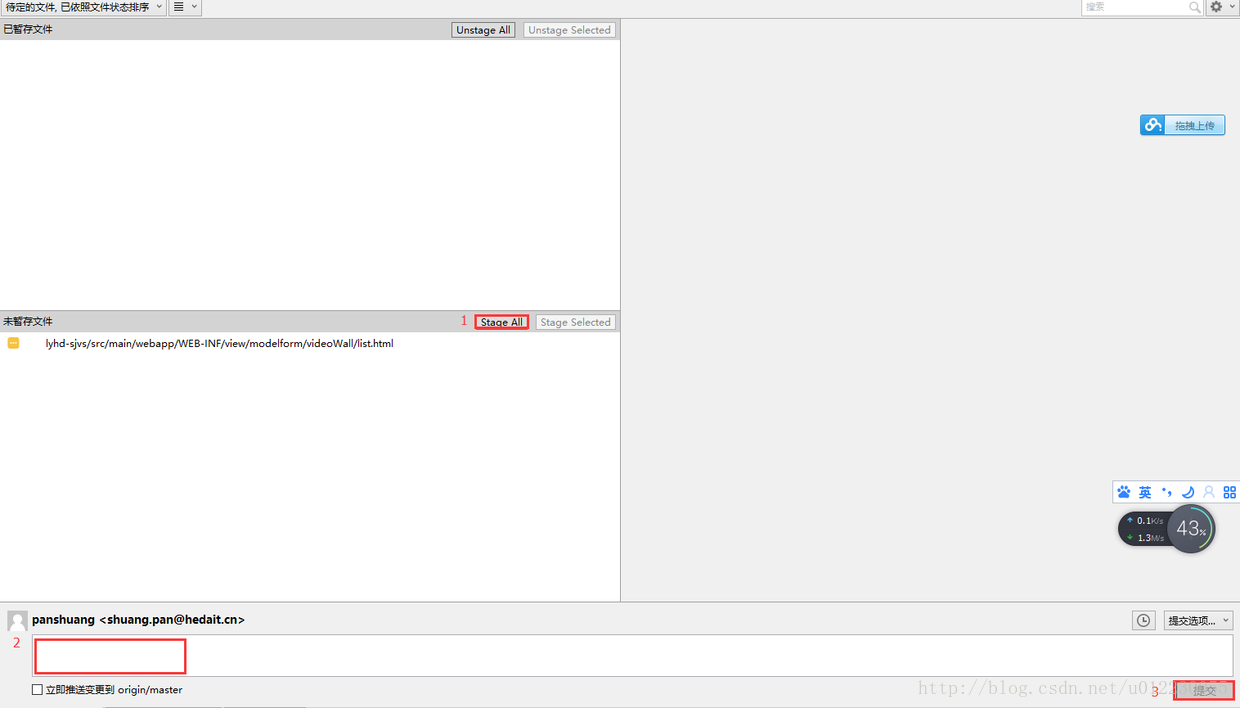 待定的文件, 已依照文件状态排序
搜索
已暂存文件 Unstage All Unstage Selected
拖拽上传
未暂存文件 1 Stage All Stage Selected
lyhd-sjvs/src/main/webapp/WEB-INF/view/modelform/videoWall/list.html
英
0.1K/s
43%
1.3M/s
panshuang <shuang.pan@hedait.cn>
提交选项...
2
立即推送变更到 origin/master
http://blog.csdn.net/
3 提交